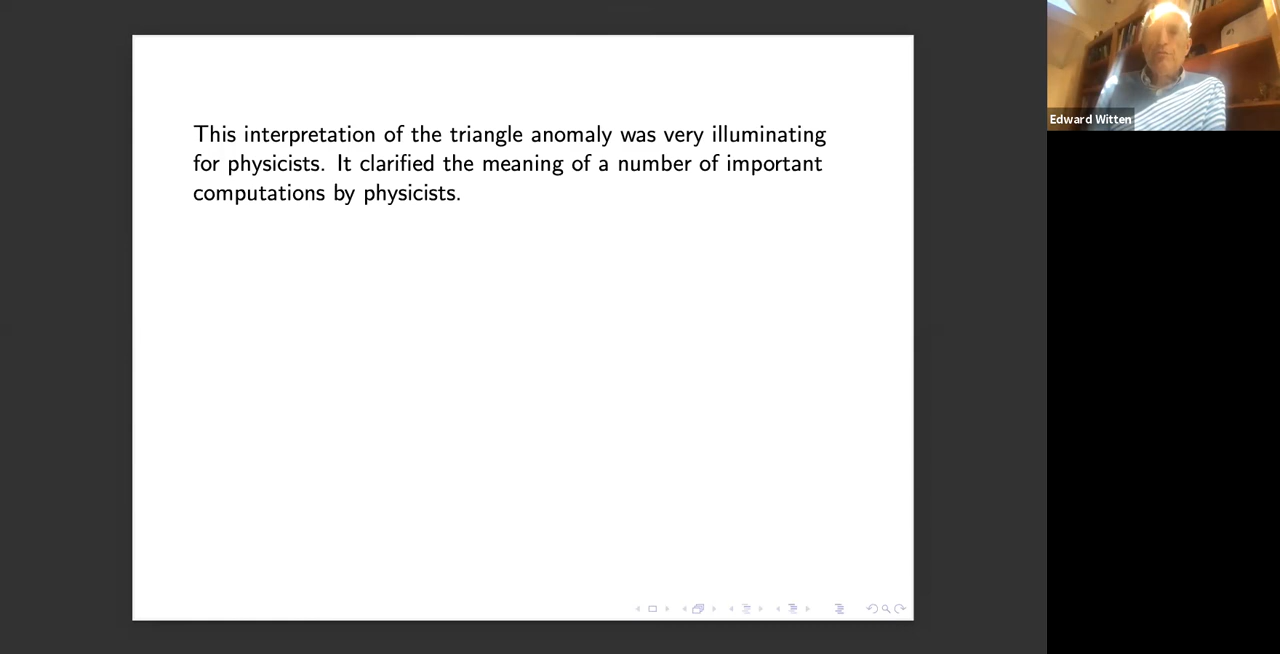 This interpretation of the triangle anomaly was very illuminating
for physicists. It clarified the meaning of a number of important
computations by physicists.
Edward Witten